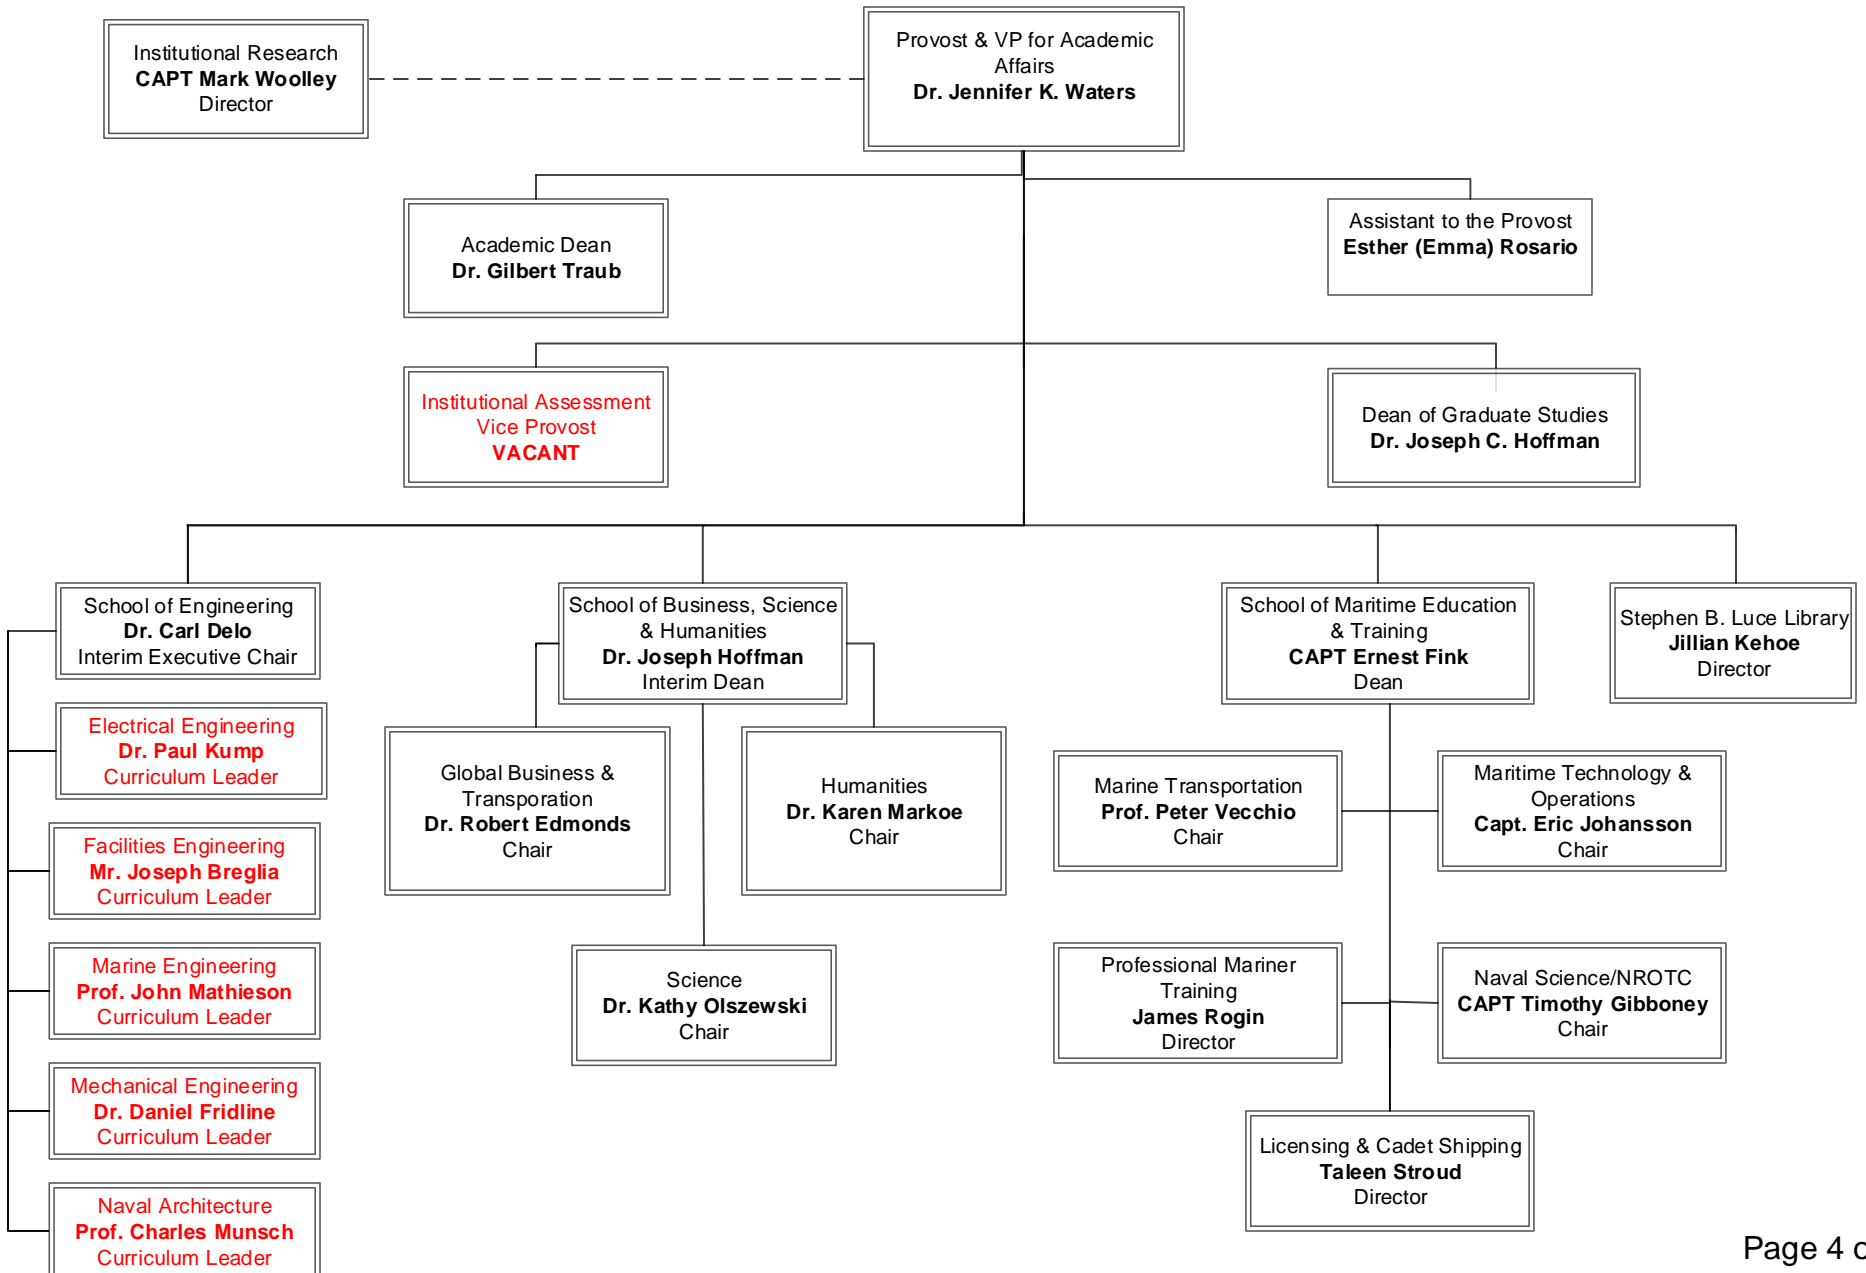 Institutional Research
CAPT Mark Woolley
Director
Provost & VP for Academic
Affairs
Dr. Jennifer K. Waters
Academic Dean
Dr. Gilbert Traub
Assistant to the Provost
Esther (Emma) Rosario
Institutional Assessment
Vice Provost
VACANT
Dean of Graduate Studies
Dr. Joseph C. Hoffman
School of Engineering
Dr. Carl Delo
Interim Executive Chair
School of Business, Science
& Humanities
Dr. Joseph Hoffman
Interim Dean
School of Maritime Education
& Training
CAPT Ernest Fink
Dean
Stephen B. Luce Library
Jillian Kehoe
Director
Electrical Engineering
Dr. Paul Kump
Curriculum Leader
Facilities Engineering
Mr. Joseph Breglia
Curriculum Leader
Marine Engineering
Prof. John Mathieson
Curriculum Leader
Mechanical Engineering
Dr. Daniel Fridline
Curriculum Leader
Naval Architecture
Prof. Charles Munsch
Curriculum Leader
Global Business &
Transporation
Dr. Robert Edmonds
Chair
Humanities
Dr. Karen Markoe
Chair
Science
Dr. Kathy Olszewski
Chair
Marine Transportation
Prof. Peter Vecchio
Chair
Maritime Technology &
Operations
Capt. Eric Johansson
Chair
Professional Mariner
Training
James Rogin
Director
Naval Science/NROTC
CAPT Timothy Gibboney
Chair
Licensing & Cadet Shipping
Taleen Stroud
Director
Page 4